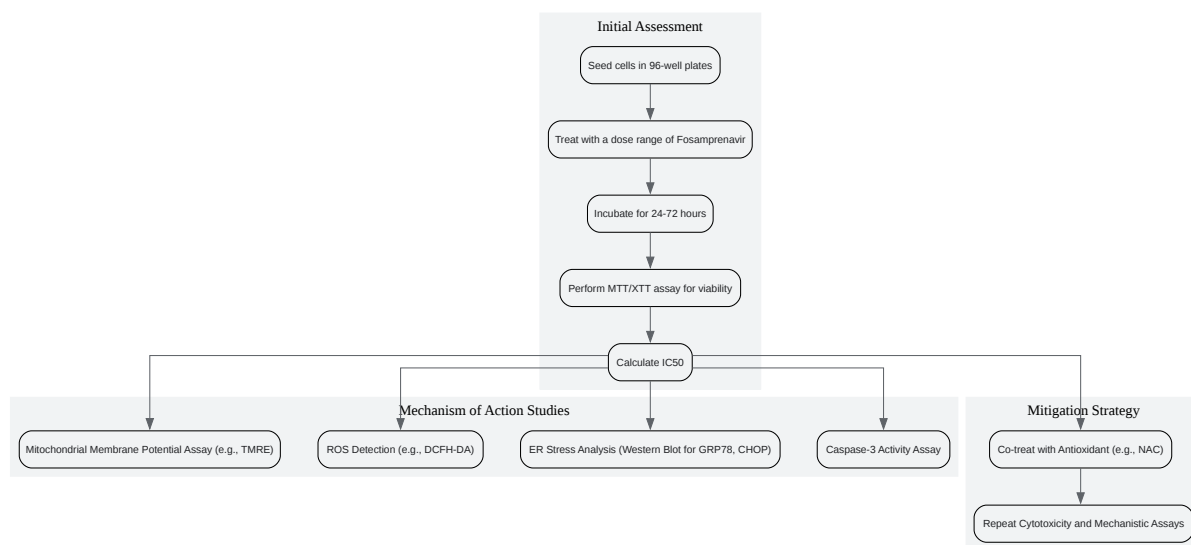 Initial Assessment
Seed cells in 96-well plates
Treat with a dose range of Fosamprenavir
Incubate for 24-72 hours
Perform MTT/XTT assay for viability
Calculate IC50
Mechanism of Action Studies
Mitochondrial Membrane Potential Assay (e.g., TMRE)
ROS Detection (e.g., DCFH-DA)
ER Stress Analysis (Western Blot for GRP78, CHOP)
Caspase-3 Activity Assay
Mitigation Strategy
Co-treat with Antioxidant (e.g., NAC)
Repeat Cytotoxicity and Mechanistic Assays